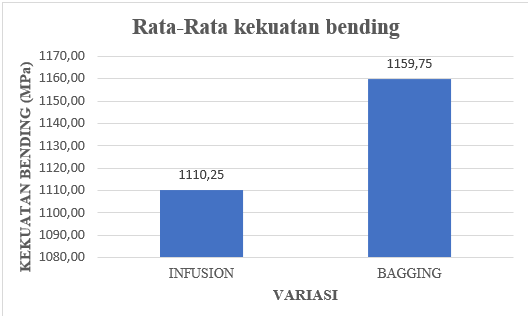 Rata-Rata kekuatan bending
KEKUATAN BENDING (MPa)
1170,00
1160,00
1150,00
1140,00
1130,00
1120,00
1110,00
1100,00
1090,00
1080,00
1110,25
1159,75
INFUSION
BAGGING
VARIASI